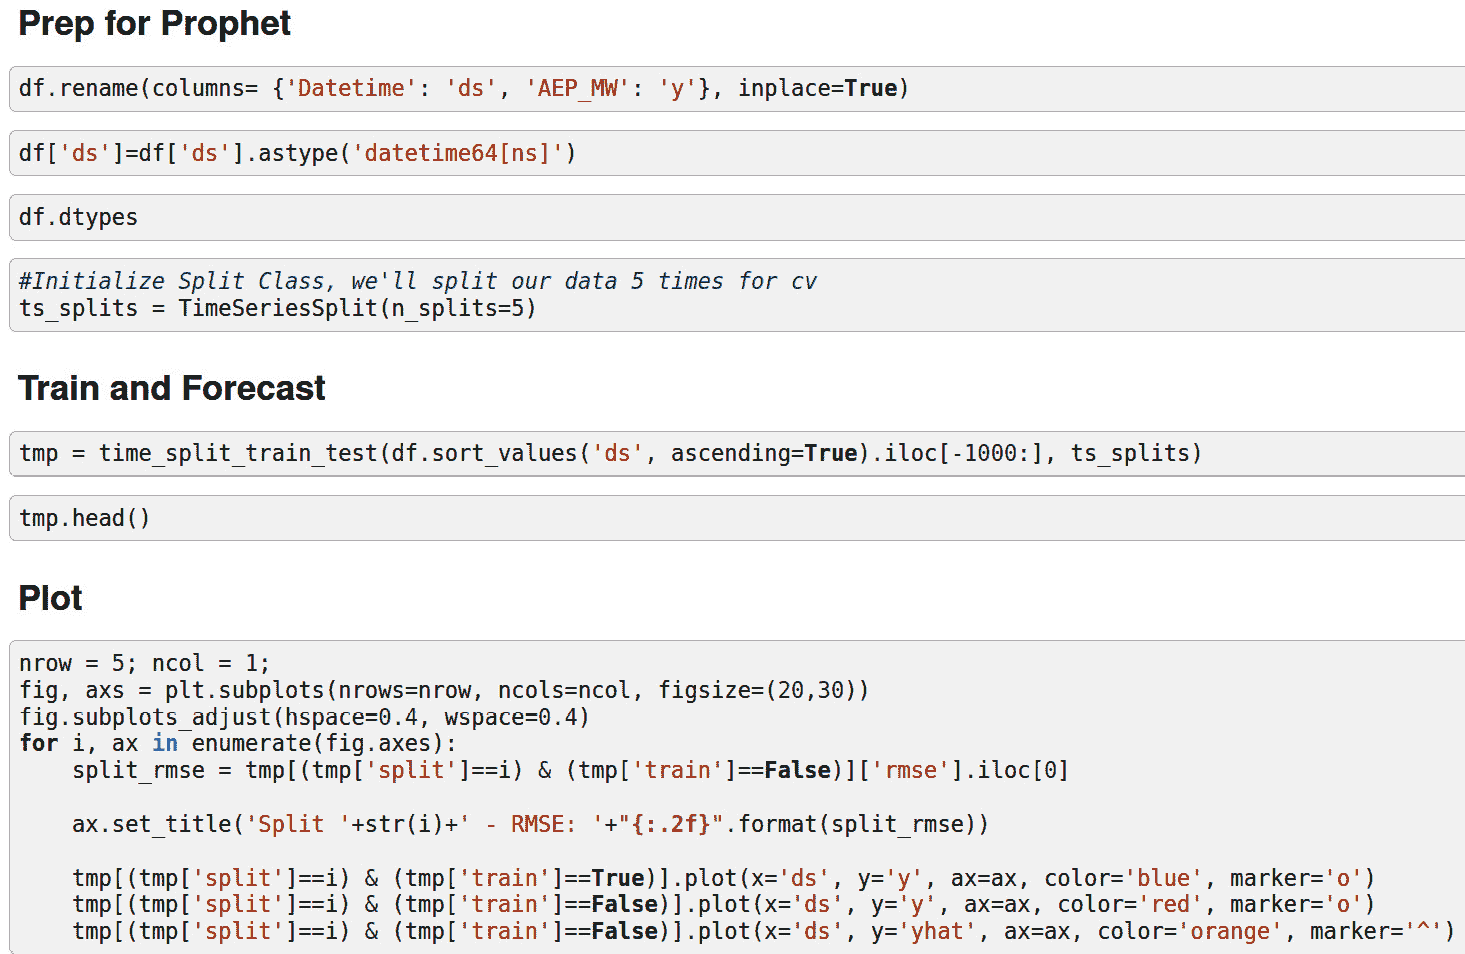 Prep for Prophet
df.rename(columns= {'Datetime': 'ds', 'AEP_MW': 'y'}, inplace=True)
df['ds']=df['ds'].astype('datetime64[ns]')
df.dtypes
#Initialize Split Class, we'll split our data 5 times for cv
ts_splits = TimeSeriesSplit(n_splits=5)
Train and Forecast
tmp = time_split_train_test(df.sort_values('ds', ascending=True).iloc[-1000:], ts_splits)
tmp.head()
Plot
nrow = 5; ncol = 1;
fig, axs = plt.subplots(nrows=nrow, ncols=ncol, figsize=(20,30))
fig.subplots_adjust(hspace=0.4, wspace=0.4)
for i, ax in enumerate(fig.axes):
    split_rmse = tmp[(tmp['split']==i) & (tmp['train']==False)]['rmse'].iloc[0]
    ax.set_title('Split '+str(i)+' - RMSE: '+"{:.2f}".format(split_rmse))
    tmp[(tmp['split']==i) & (tmp['train']==True)].plot(x='ds', y='y', ax=ax, color='blue', marker='o')
    tmp[(tmp['split']==i) & (tmp['train']==False)].plot(x='ds', y='y', ax=ax, color='red', marker='o')
    tmp[(tmp['split']==i) & (tmp['train']==False)].plot(x='ds', y='yhat', ax=ax, color='orange', marker='^')